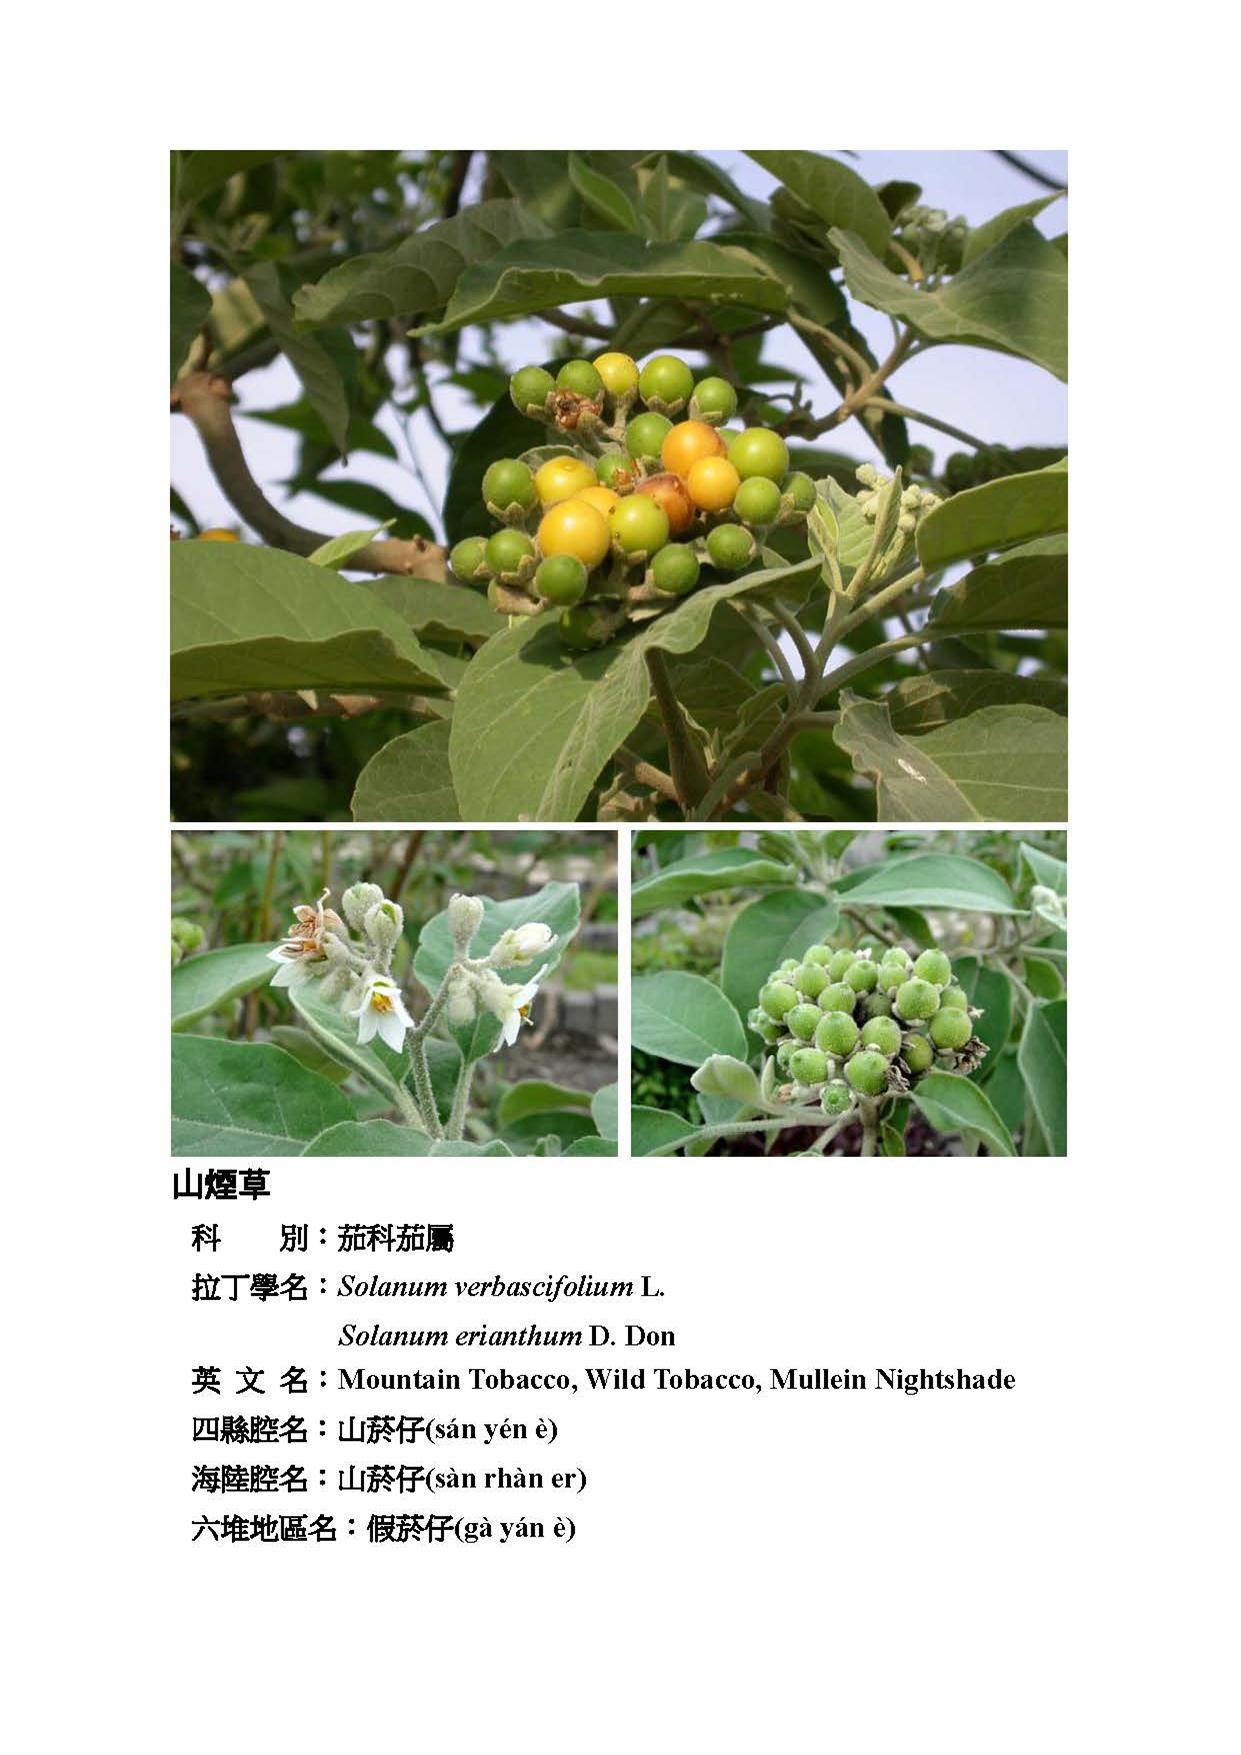 山煙草
科　　別：茄科茄屬
拉丁學名：Solanum verbascifolium L.
Solanum erianthum D. Don
英 文 名：Mountain Tobacco, Wild Tobacco, Mullein Nightshade
四縣腔名：山菸仔(sán yén è)
海陸腔名：山菸仔(sàn rhàn er)
六堆地區名：假菸仔(gà yán è)